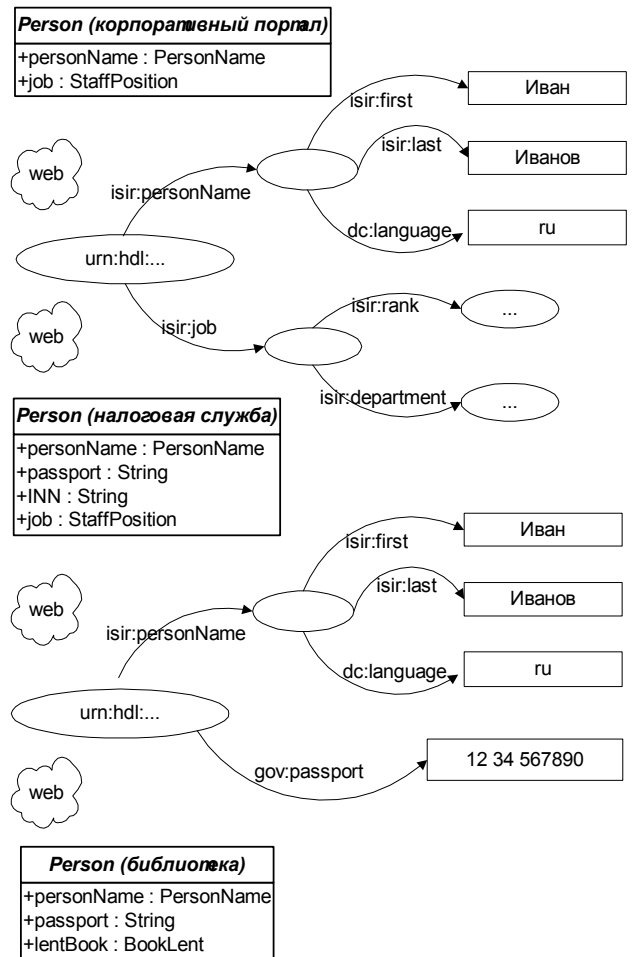 Person (корпоративный портал)
+personName : PersonName
+job : StaffPosition
isir:first
Иван
isir:last
Иванов
web
isir:personName
dc:language
ru
urn:hdl:...
isir:rank
...
web
isir:job
isir:department
...
Person (налоговая служба)
+personName : PersonName
+passport : String
+INN : String
+job : StaffPosition
isir:first
Иван
isir:last
Иванов
web
isir:personName
dc:language
ru
urn:hdl:...
gov:passport
12 34 567890
web
Person (библиотека)
+personName : PersonName
+passport : String
+lentBook : BookLent